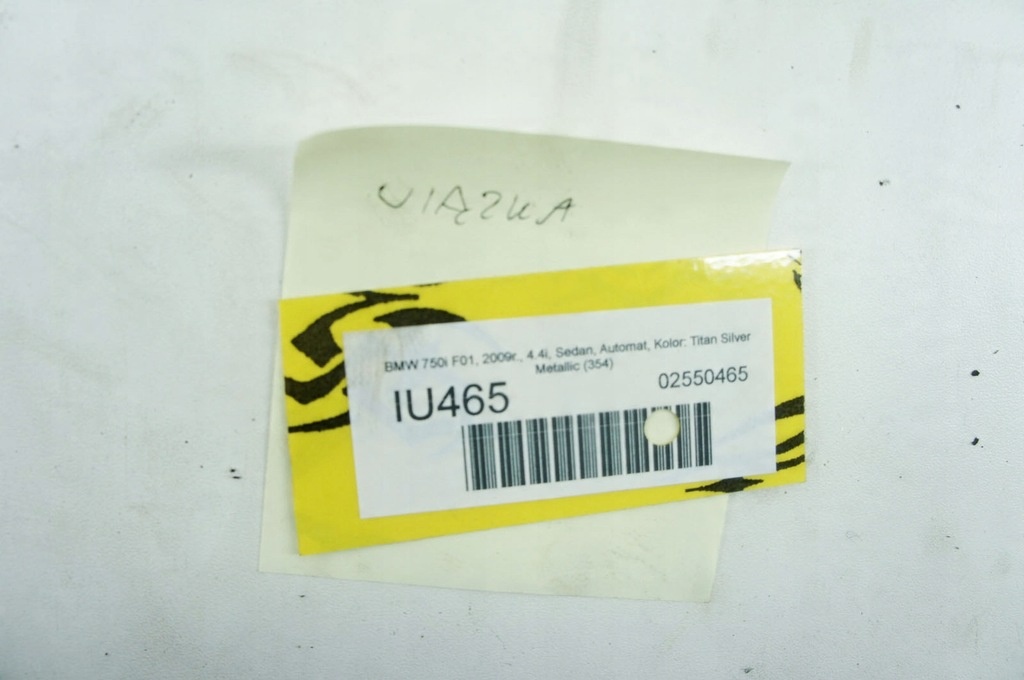 WIĄZKA
BMW 750i F01, 2009r., 4.4i, Sedan, Automat, Kolor: Titan Silver
Metallic (354)
IU465
02550465